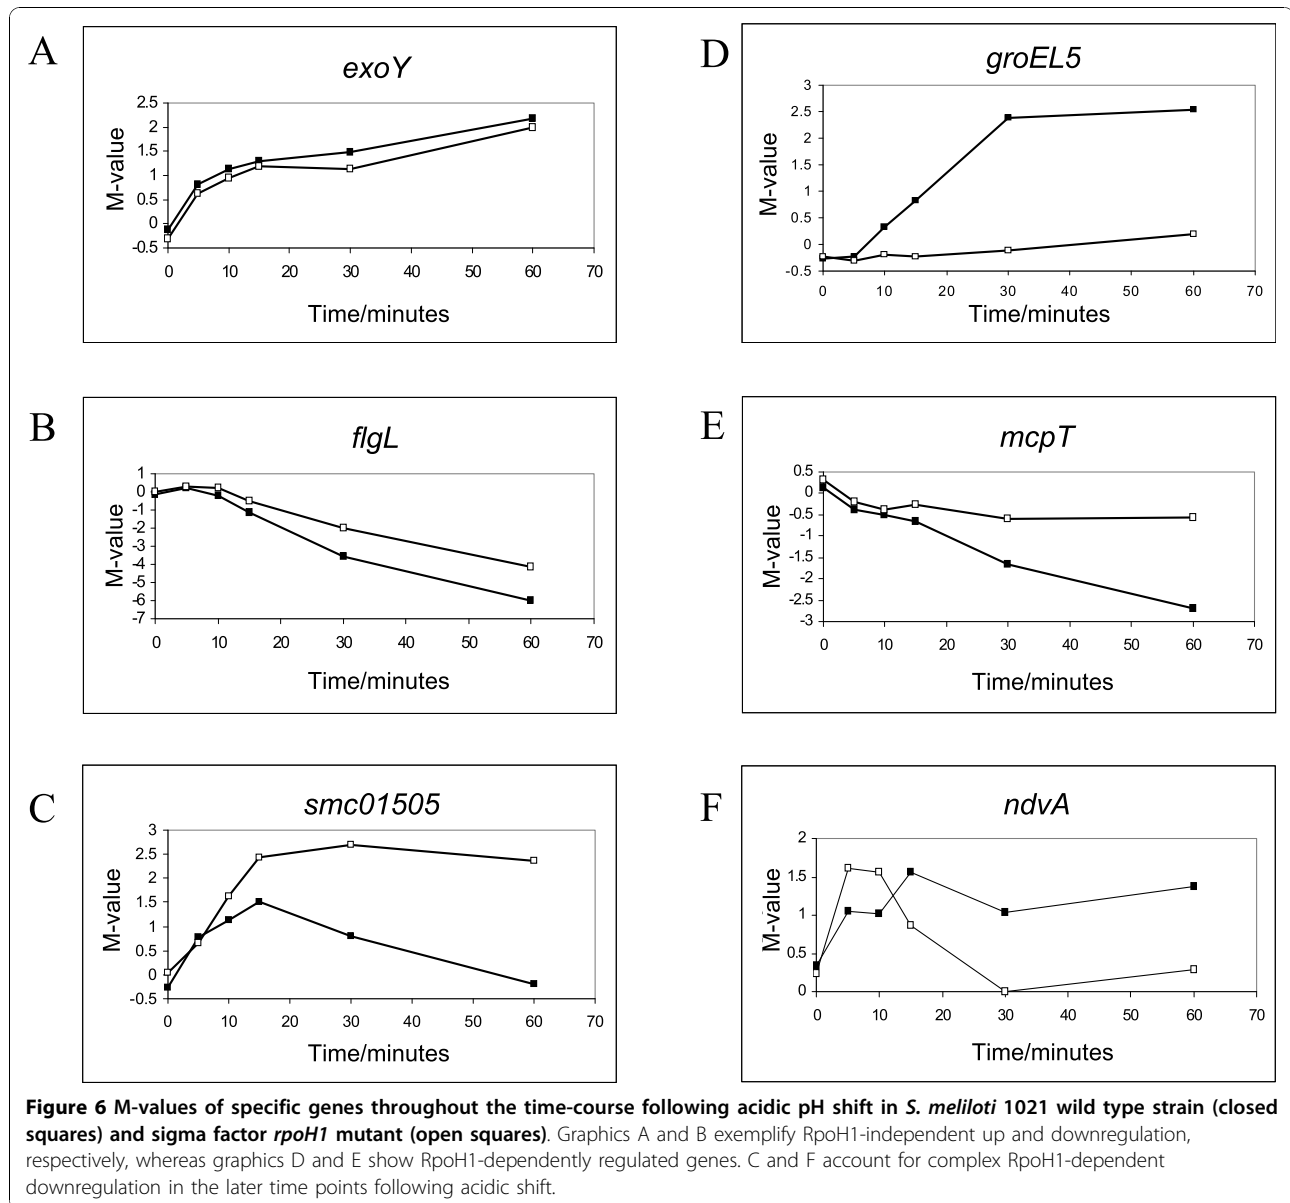 A
exoY
2.5
2
1.5
1
0.5
0
-0.5
M-value
0 10 20 30 40 50 60 70
Time/minutes
D
groEL5
3
2.5
2
1.5
1
0.5
0
-0.5
M-value
0 10 20 30 40 50 60 70
Time/minutes
B
flgL
1
0
-1
-2
-3
-4
-5
-6
-7
M-value
0 10 20 30 40 50 60 70
Time/minutes
E
mcpT
0.5
0
-0.5
-1
-1.5
-2
-2.5
-3
M-value
0 10 20 30 40 50 60 70
Time/minutes
C
smc01505
3
2.5
2
1.5
1
0.5
0
-0.5
M-value
0 10 20 30 40 50 60 70
Time/minutes
F
ndvA
2
1.5
1
0.5
0
M-value
0 10 20 30 40 50 60 70
Time/minutes
Figure 6 M-values of specific genes throughout the time-course following acidic pH shift in S. meliloti 1021 wild type strain (closed
squares) and sigma factor rpoH1 mutant (open squares). Graphics A and B exemplify RpoH1-independent up and downregulation,
respectively, whereas graphics D and E show RpoH1-dependently regulated genes. C and F account for complex RpoH1-dependent
downregulation in the later time points following acidic shift.